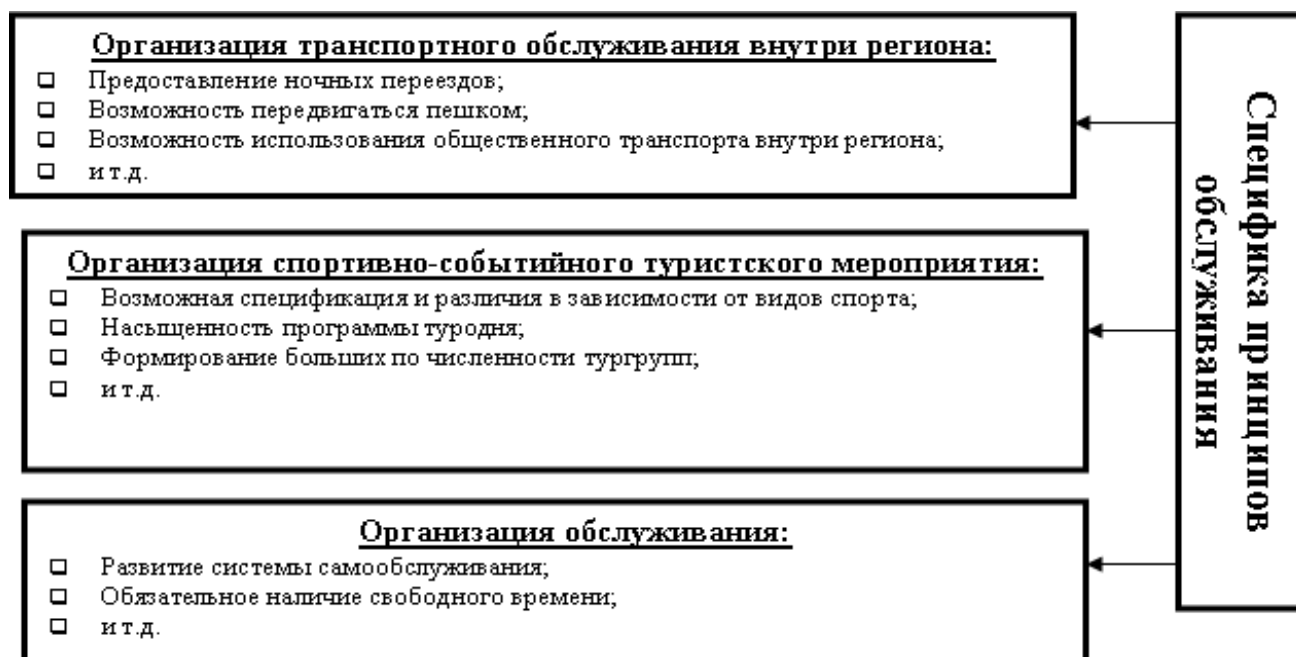 Организация транспортного обслуживания внутри региона:
Предоставление ночных переездов;
Возможность передвигаться пешком;
Возможность использования общественного транспорта внутри региона;
и т.д.
Организация спортивно-событийного туристского мероприятия:
Возможная спецификация и различия в зависимости от видов спорта;
Насыщенность программы туродня;
Формирование больших по численности тургрупп;
и т.д.
Организация обслуживания:
Развитие системы самообслуживания;
Обязательное наличие свободного времени;
и т.д.
Специфика принципов
обслуживания